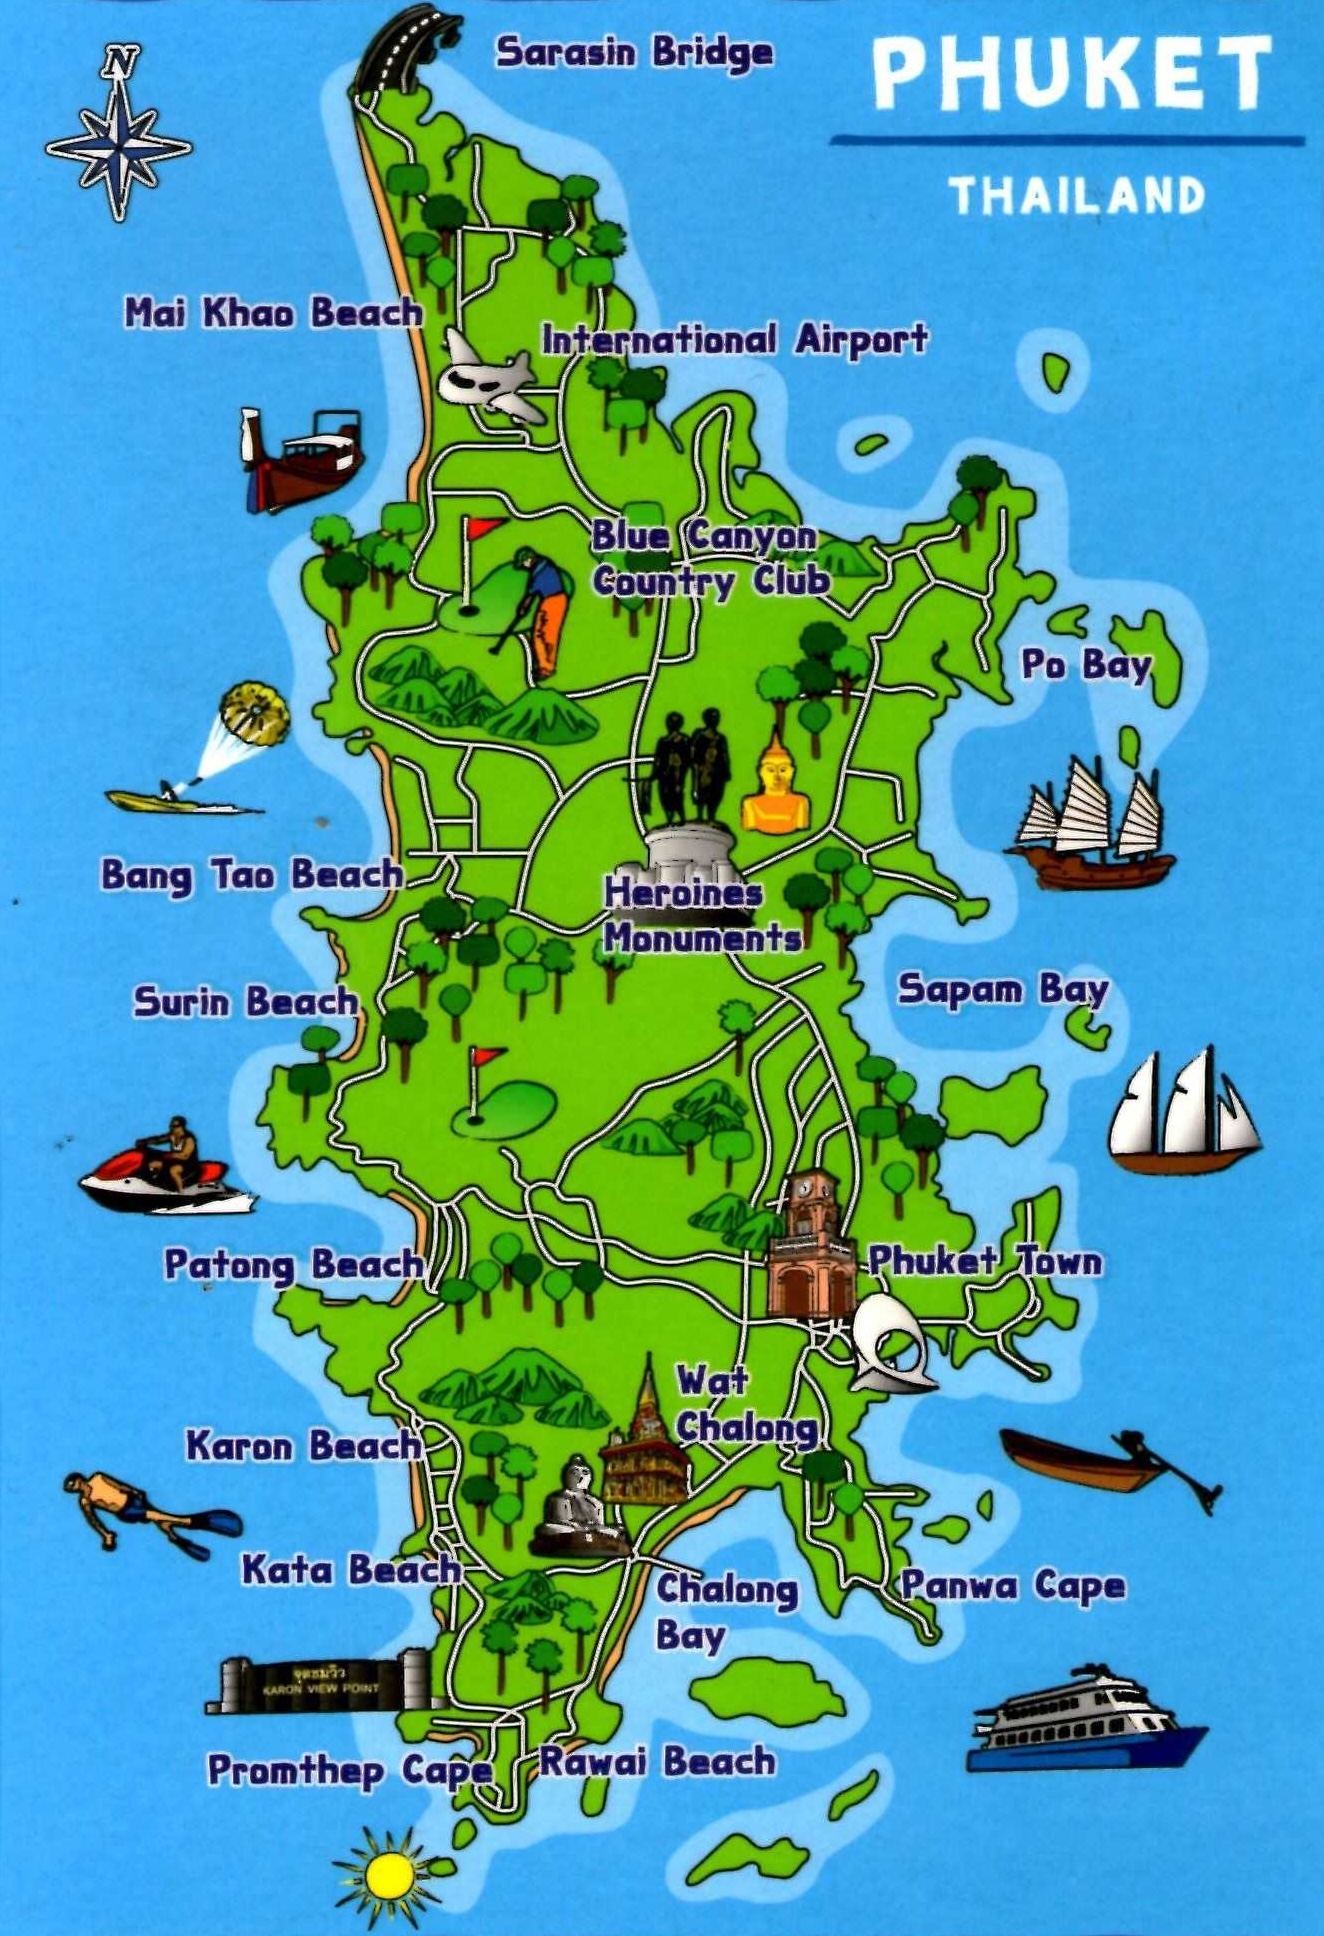 N
Sarasin Bridge
PHUKET
THAILAND
Mai Khao Beach
International Airport
Blue Canyon
Country Club
Po Bay
Bang Tao Beach
Heroines
Monuments
Surin Beach
Sapam Bay
Patong Beach
Phuket Town
Wat
Chalong
Karon Beach
Kata Beach
Chalong
Bay
Panwa Cape
จุดชมวิว
KARON VIEW POINT
Promthep Cape
Rawai Beach